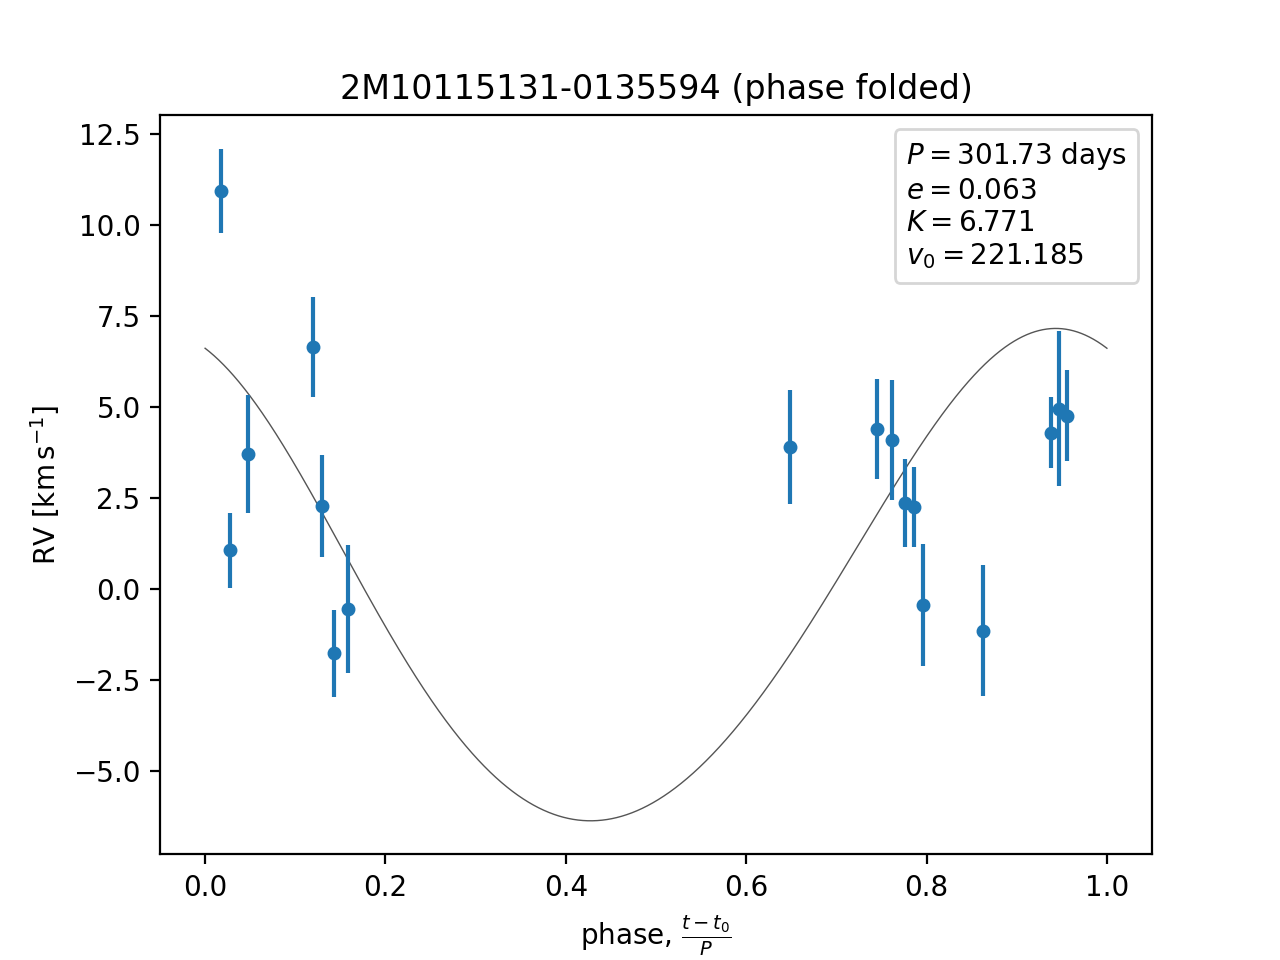 2M10115131-0135594 (phase folded)
P = 301.73 days
e = 0.063
K = 6.771
v₀ = 221.185
12.5
10.0
7.5
5.0
2.5
0.0
−2.5
−5.0
RV [km s⁻¹]
0.0 0.2 0.4 0.6 0.8 1.0
phase, (t − t₀)/P